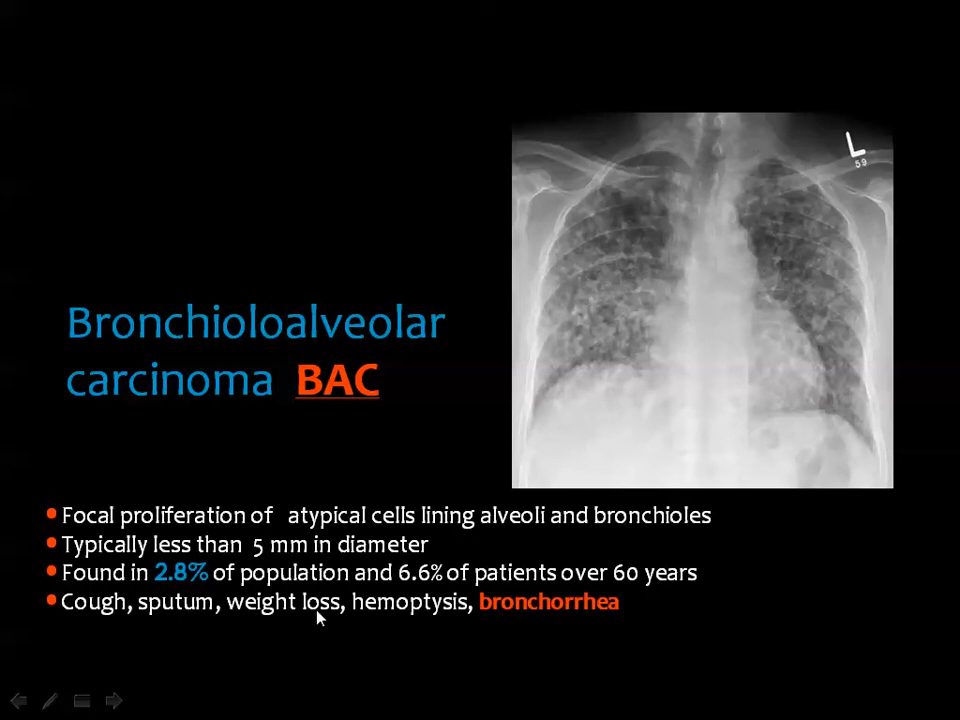 L
59
Bronchioloalveolar
carcinoma BAC
•Focal proliferation of atypical cells lining alveoli and bronchioles
•Typically less than 5 mm in diameter
•Found in 2.8% of population and 6.6% of patients over 60 years
•Cough, sputum, weight loss, hemoptysis, bronchorrhea